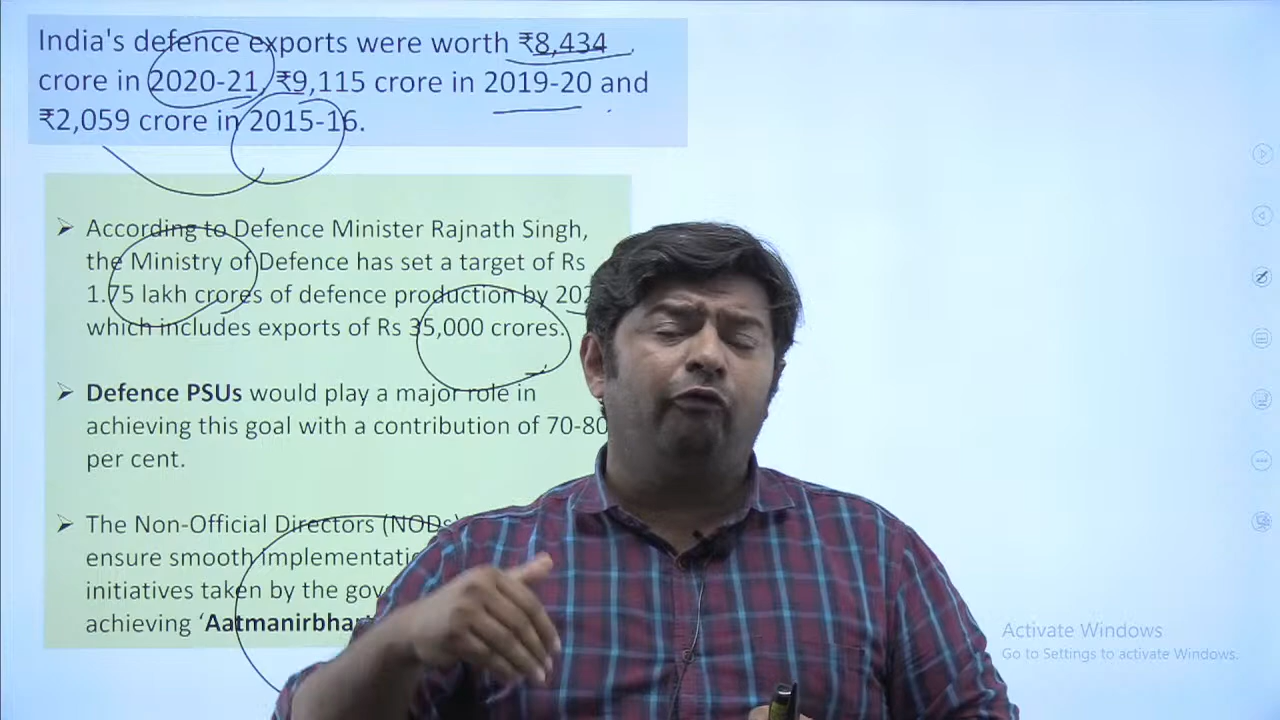 India's defence exports were worth ₹8,434
crore in 2020-21, ₹9,115 crore in 2019-20 and
₹2,059 crore in 2015-16.
➢ According to Defence Minister Rajnath Singh,
the Ministry of Defence has set a target of Rs
1.75 lakh crores of defence production by
which includes exports of Rs 35,000 crores.
➢ Defence PSUs would play a major role in
achieving this goal with a contribution of 70-80
per cent.
➢ The Non-Official Directors (NODs)
ensure smooth
initiatives taken by the
achieving ‘Aatmanirbhar
Activate Windows
Go to Settings to activate Windows.